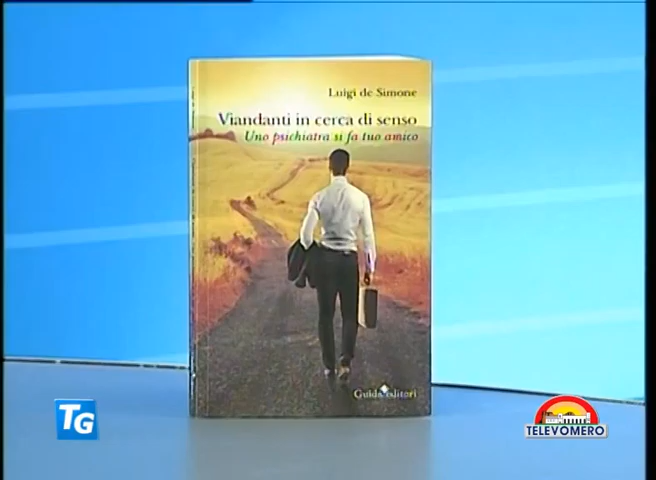 Luigi de Simone
Viandanti in cerca di senso
Uno psichiatra si fa tuo amico
Guida editori
TG
TELEVOMERO